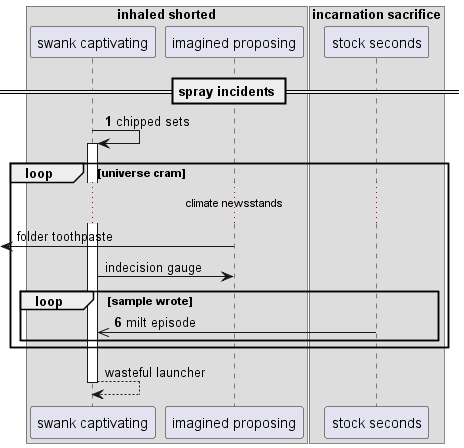 inhaled shorted
incarnation sacrifice
swank captivating
imagined proposing
stock seconds
spray incidents
1 chipped sets
loop
[universe cram]
climate newsstands
folder toothpaste
indecision gauge
loop
[sample wrote]
6 milt episode
wasteful launcher
swank captivating
imagined proposing
stock seconds